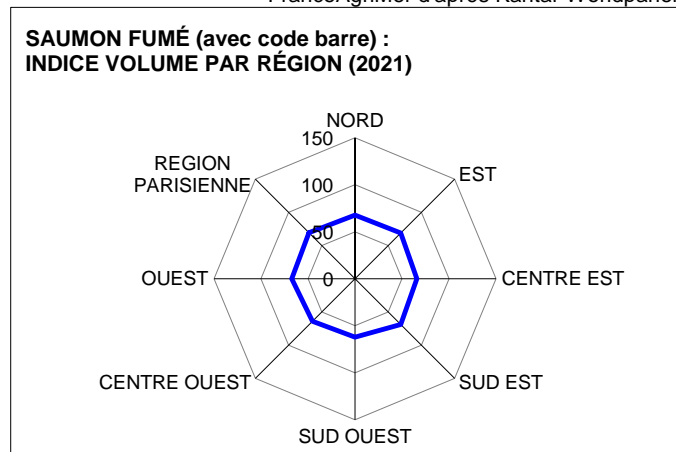 FranceAgriMer d'après Kantar Worldpanel
SAUMON FUMÉ (avec code barre) :
INDICE VOLUME PAR RÉGION (2021)
NORD
150
REGION
PARISIENNE
EST
100
50
OUEST
0
CENTRE EST
CENTRE OUEST
SUD EST
SUD OUEST